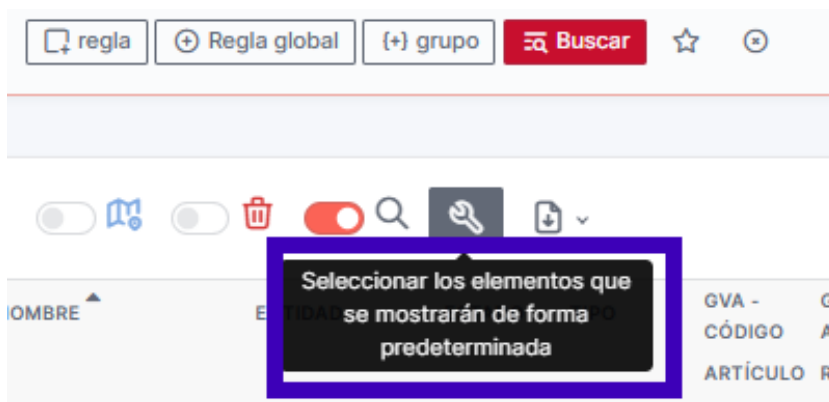 regla
Regla global
{+} grupo
Buscar
Seleccionar los elementos que
se mostrarán de forma
predeterminada
OMBRE
GVA -
CÓDIGO
ARTÍCULO